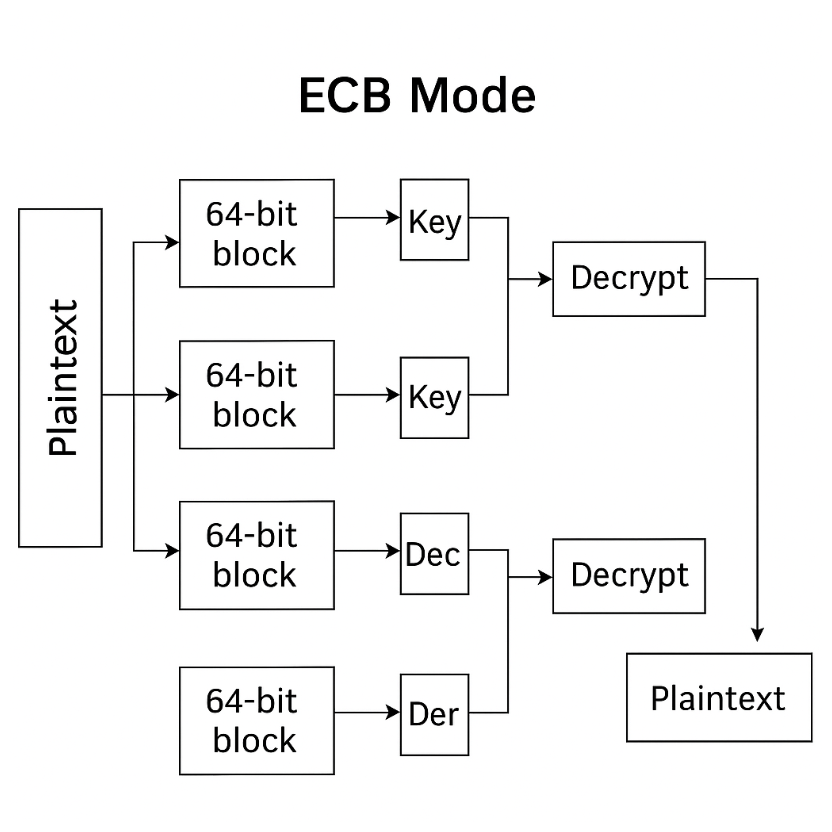 ECB Mode
Plaintext
64-bit
block
Key
64-bit
block
Key
Decrypt
64-bit
block
Dec
64-bit
block
Der
Decrypt
Plaintext